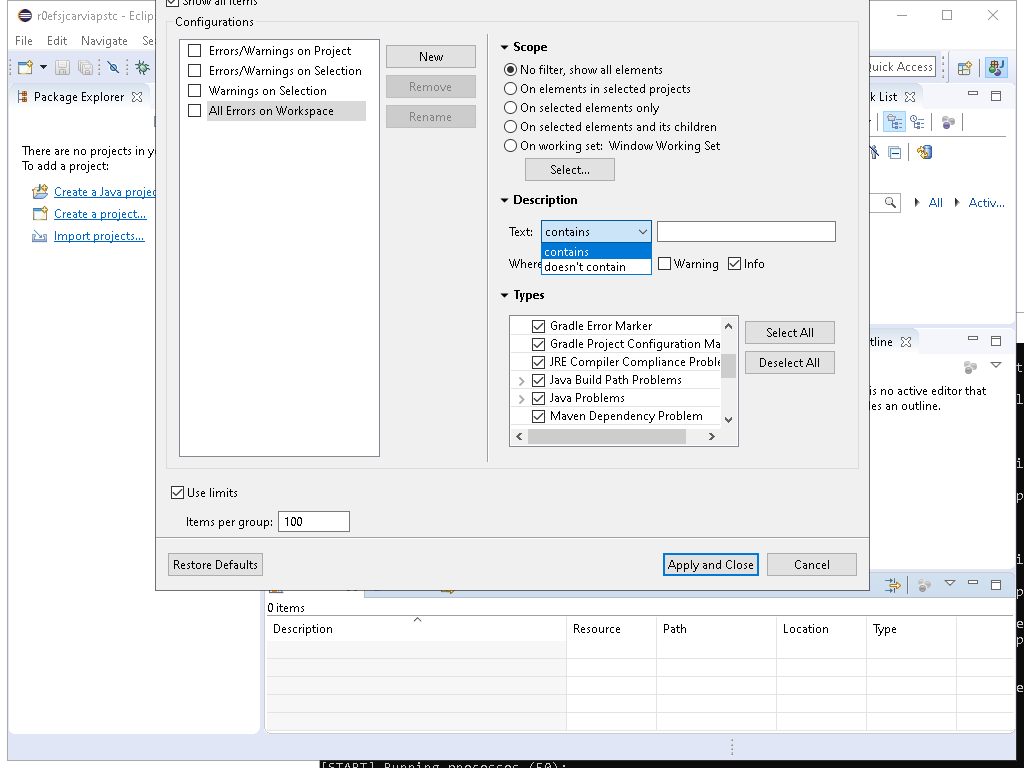 Show all items
r0efsjcarviapstc - Eclip
Configurations
File Edit Navigate Se
Errors/Warnings on Project
Errors/Warnings on Selection
Warnings on Selection
All Errors on Workspace
New
Remove
Rename
Scope
No filter, show all elements
On elements in selected projects
On selected elements only
On selected elements and its children
On working set: Window Working Set
Select...
Quick Access
Package Explorer
k List
There are no projects in y
To add a project:
Create a Java projec
Create a project...
Import projects...
Description
Text: contains
contains
doesn't contain
Where
Warning
Info
All
Activ...
Types
Gradle Error Marker
Gradle Project Configuration Ma
JRE Compiler Compliance Proble
Java Build Path Problems
Java Problems
Maven Dependency Problem
Select All
Deselect All
tline
is no active editor that
es an outline.
Use limits
Items per group: 100
Restore Defaults
Apply and Close
Cancel
0 items
Description Resource Path Location Type
[START] Running processes (50):